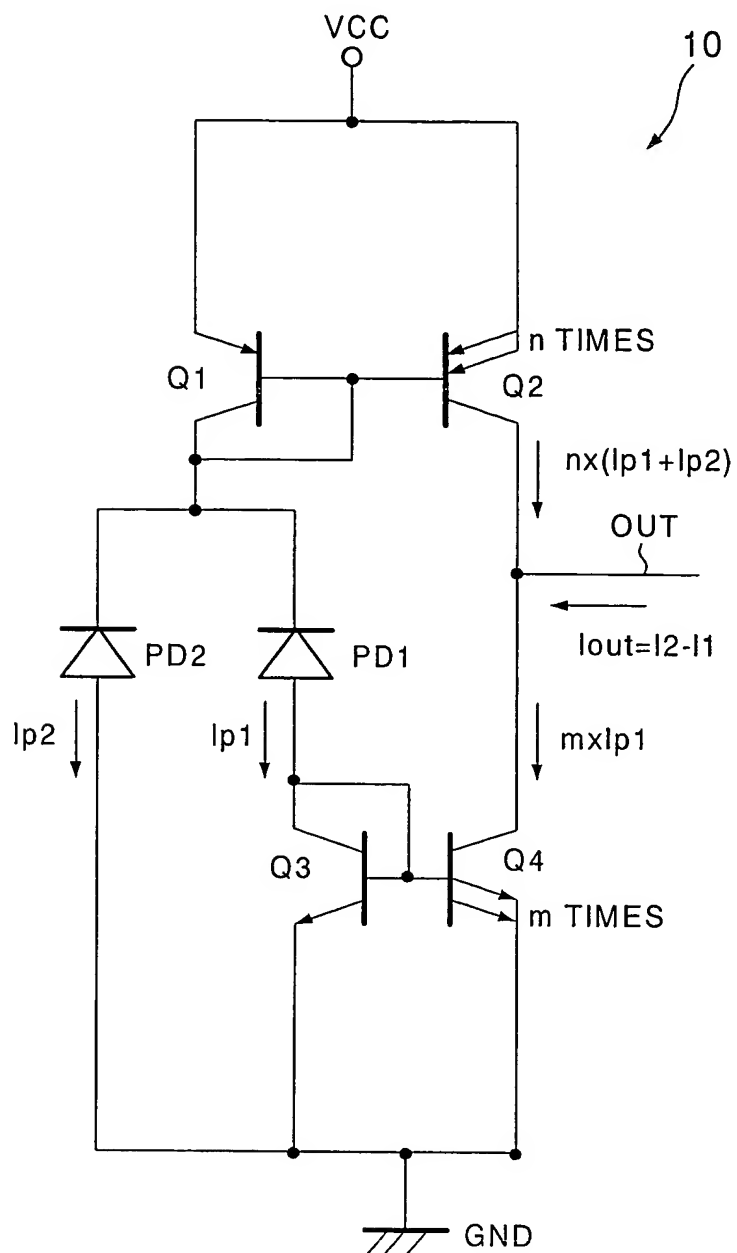 VCC
10
n TIMES
Q1
Q2
nx(Ip1+Ip2)
OUT
Iout=I2-I1
PD2
PD1
Ip2
Ip1
mxIp1
Q3
Q4
m TIMES
GND